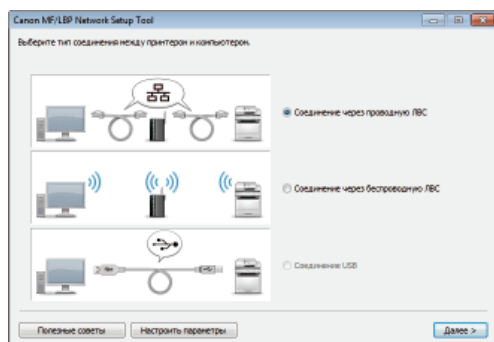 Canon MF/LBP Network Setup Tool
Выберите тип соединения между принтером и компьютером.
Соединение через проводную ЛВС
Соединение через беспроводную ЛВС
Соединение USB
Полезные советы
Настроить параметры
Далее >